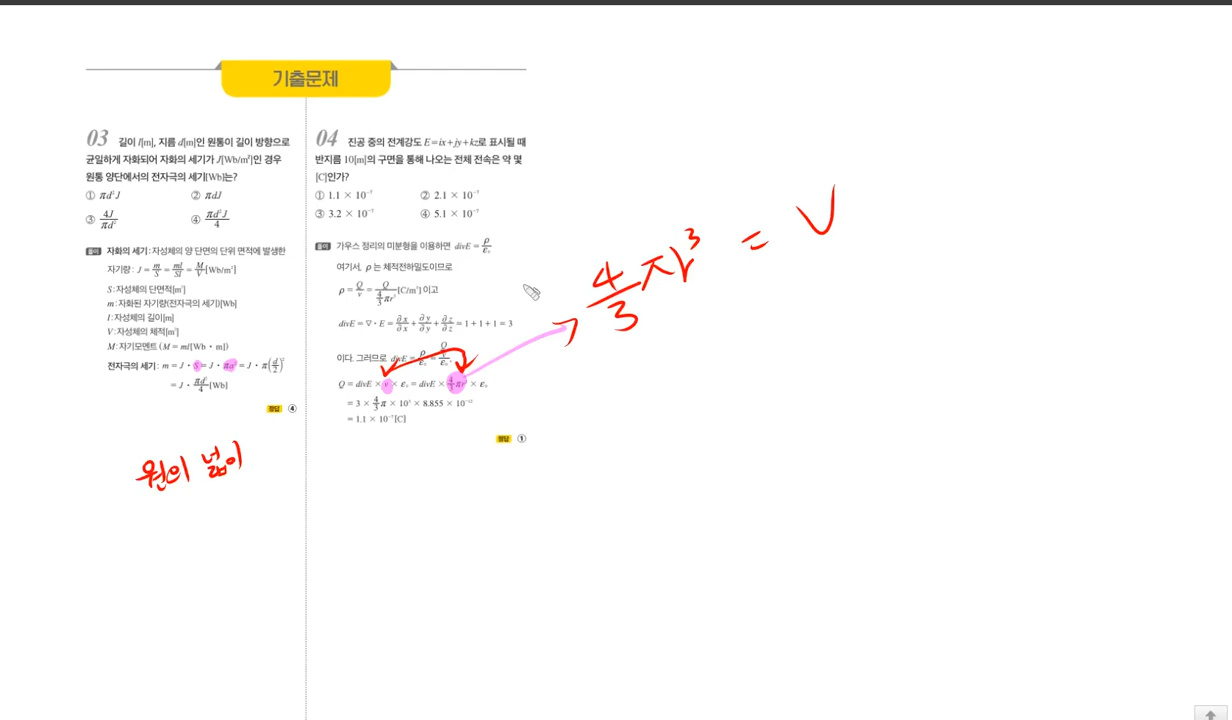 기출문제
03 길이 l[m], 지름 d[m]인 원통이 길이 방향으로
균일하게 자화되어 자화의 세기가 J[Wb/m²]인 경우
원통 양단에서의 전자극의 세기[Wb]는?
① πd²J ② πdJ
③ 4J/πd² ④ πd²J/4
풀이 자화의 세기 : 자성체의 양 단면의 단위 면적에 발생한
자기량 : J = m/S = ml/Sl = M/V [Wb/m²]
S : 자성체의 단면적[m²]
m : 자화된 자기량(전자극의 세기)[Wb]
l : 자성체의 길이[m]
V : 자성체의 체적[m³]
M : 자기모멘트 (M = ml[Wb · m])
전자극의 세기 : m = J · S = J · πa² = J · π(d/2)²
= J · πd²/4 [Wb]
정답 ④
원의 넓이
04 진공 중의 전계강도 E = ix + jy + kz로 표시될 때
반지름 10[m]의 구면을 통해 나오는 전체 전속은 약 몇
[C]인가?
① 1.1 × 10⁻⁷ ② 2.1 × 10⁻⁷
③ 3.2 × 10⁻⁷ ④ 5.1 × 10⁻⁷
풀이 가우스 정리의 미분형을 이용하면 divE = ρ/ε₀
여기서, ρ는 체적전하밀도이므로
ρ = Q/v = Q/(4/3 πr³) [C/m³] 이고
divE = ∇ · E = ∂x/∂x + ∂y/∂y + ∂z/∂z = 1 + 1 + 1 = 3
이다. 그러므로 divE = ρ/ε₀ = Q/v/ε₀,
Q = divE × v × ε₀ = divE × 4/3 πr³ × ε₀
= 3 × 4/3 π × 10³ × 8.855 × 10⁻¹²
= 1.1 × 10⁻⁷[C]
정답 ①
4/3 πr³ = V